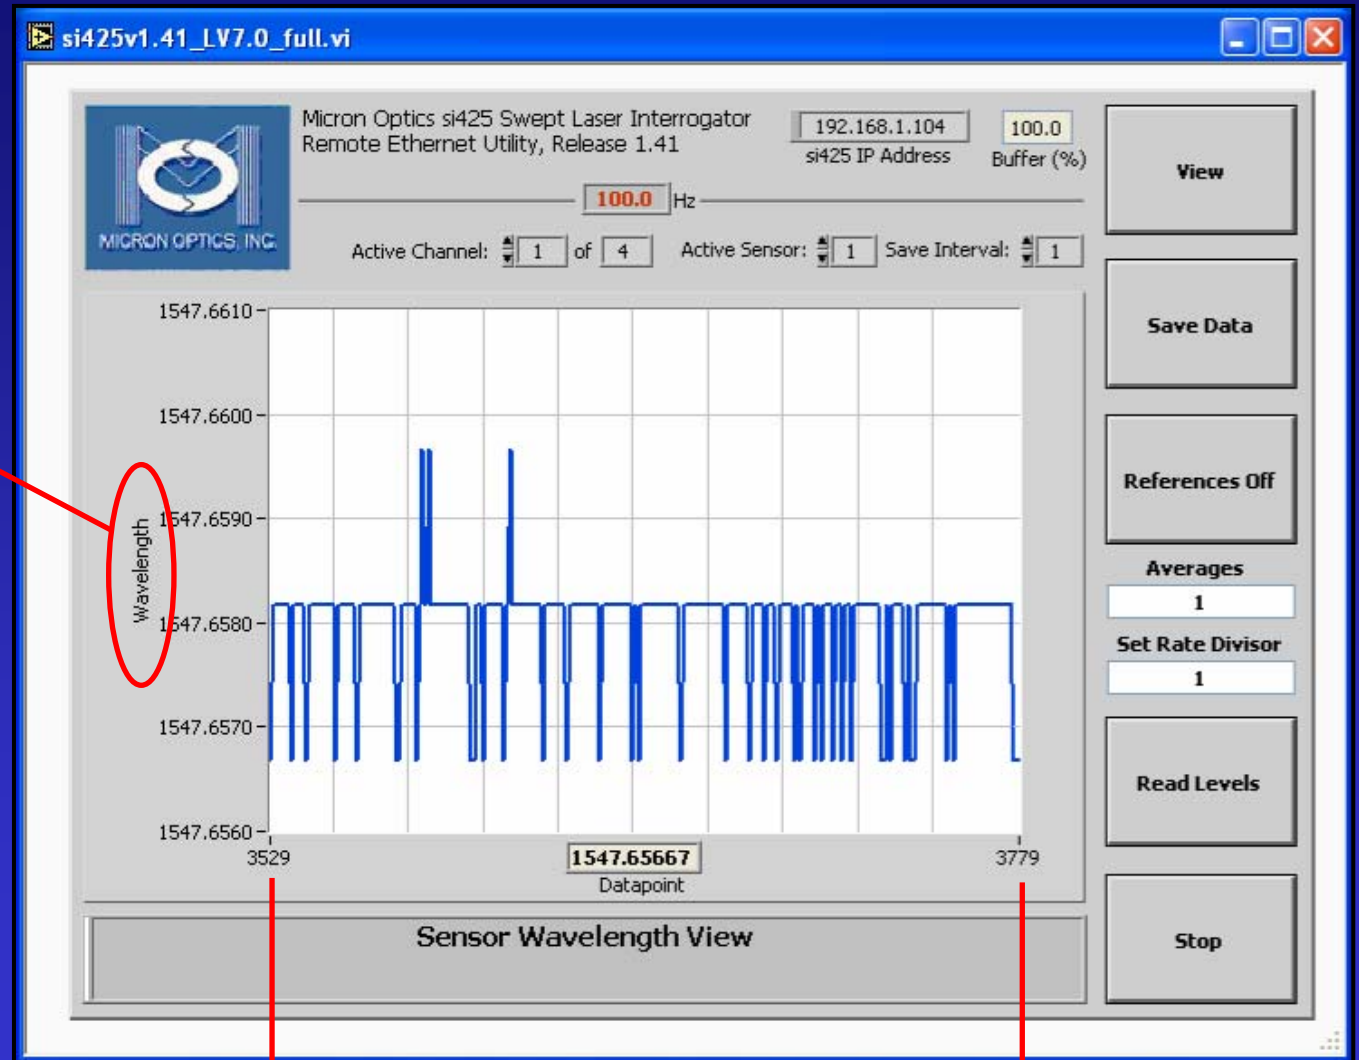 si425v1.41_LV7.0_full.vi
MICRON OPTICS, INC.
Micron Optics si425 Swept Laser Interrogator
Remote Ethernet Utility, Release 1.41
192.168.1.104
si425 IP Address
100.0
Buffer (%)
100.0 Hz
Active Channel: 1 of 4 Active Sensor: 1 Save Interval: 1
View
Save Data
References Off
Averages
1
Set Rate Divisor
1
Read Levels
Stop
Wavelength
1547.6610
1547.6600
1547.6590
1547.6580
1547.6570
1547.6560
3529 1547.65667 3779
Datapoint
Sensor Wavelength View